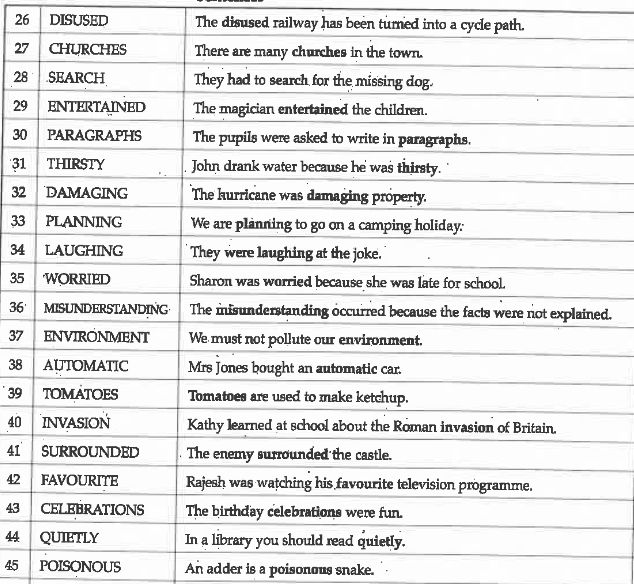 26 DISUSED The disused railway has been turned into a cycle path.
27 CHURCHES There are many churches in the town.
28 SEARCH They had to search for the missing dog.
29 ENTERTAINED The magician entertained the children.
30 PARAGRAPHS The pupils were asked to write in paragraphs.
31 THIRSTY John drank water because he was thirsty.
32 DAMAGING The hurricane was damaging property.
33 PLANNING We are planning to go on a camping holiday.
34 LAUGHING They were laughing at the joke.
35 WORRIED Sharon was worried because she was late for school.
36 MISUNDERSTANDING The misunderstanding occurred because the facts were not explained.
37 ENVIRONMENT We must not pollute our environment.
38 AUTOMATIC Mrs Jones bought an automatic car.
39 TOMATOES Tomatoes are used to make ketchup.
40 INVASION Kathy learned at school about the Roman invasion of Britain.
41 SURROUNDED The enemy surrounded the castle.
42 FAVOURITE Rajesh was watching his favourite television programme.
43 CELEBRATIONS The birthday celebrations were fun.
44 QUIETLY In a library you should read quietly.
45 POISONOUS An adder is a poisonous snake.